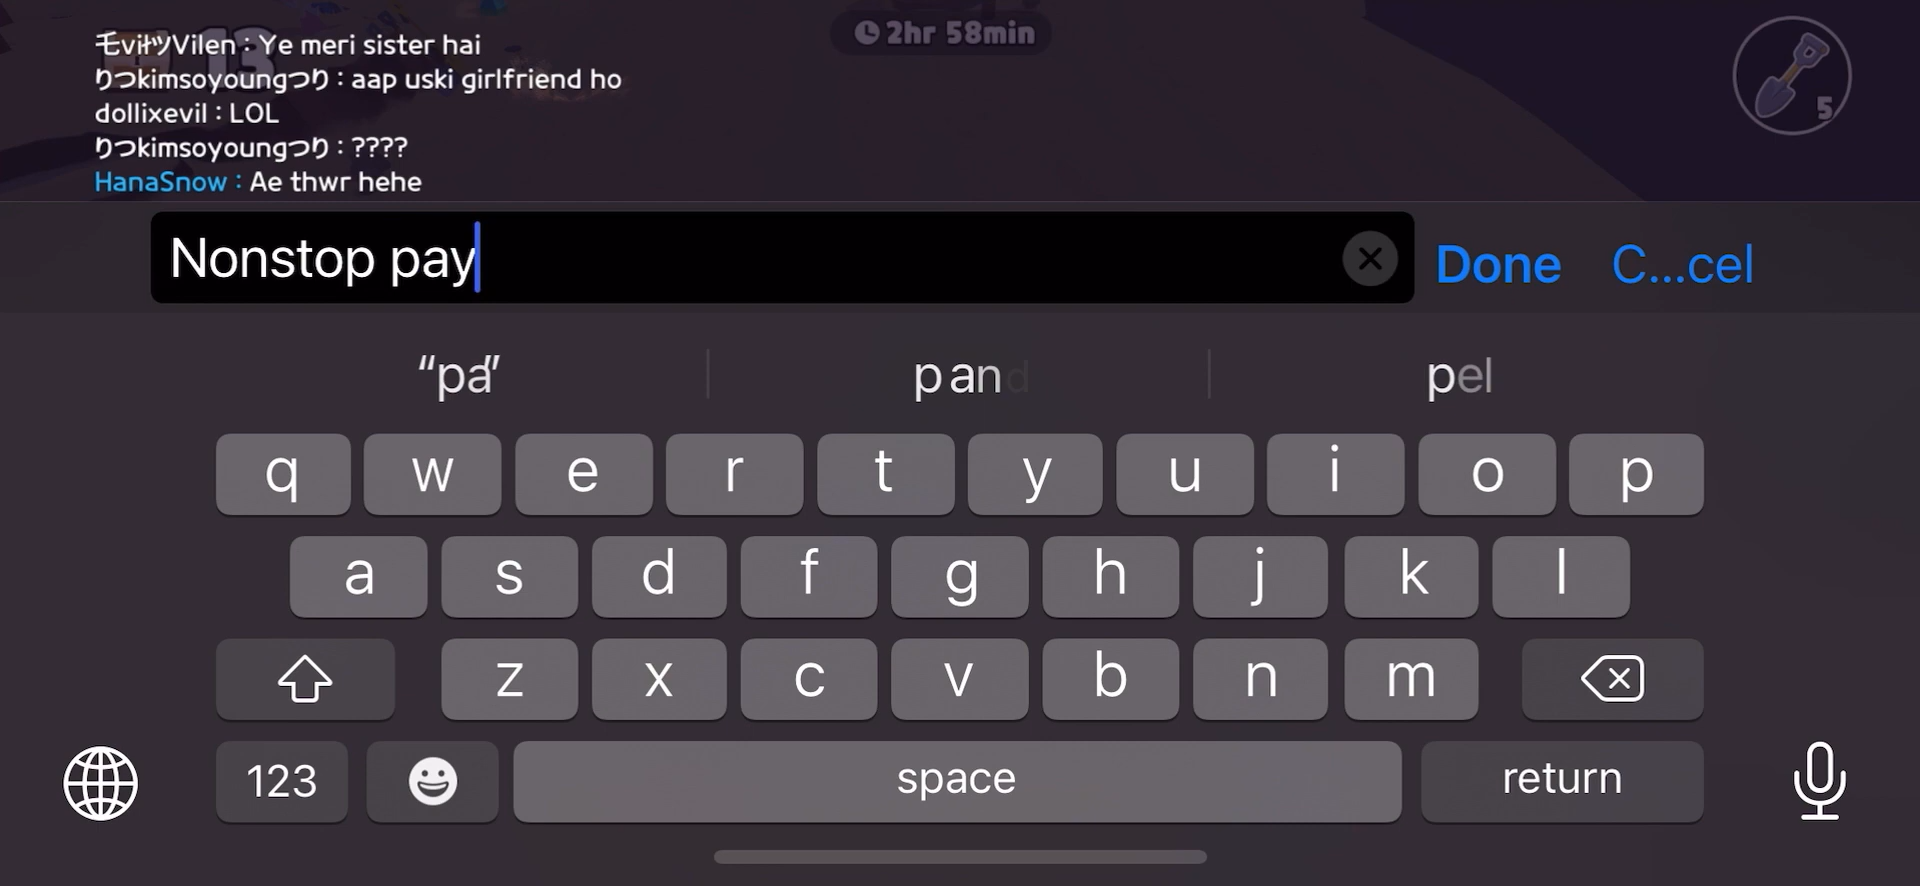 13
2hr 58min
モviłツVilen : Ye meri sister hai
りつkimsoyoungつり : aap uski girlfriend ho
dollixevil : LOL
りつkimsoyoungつり : ????
HanaSnow : Ae thwr hehe
5
Nonstop pay
Done
C...cel
“pa”
pand
pel
q w e r t y u i o p
a s d f g h j k l
z x c v b n m
123
space
return